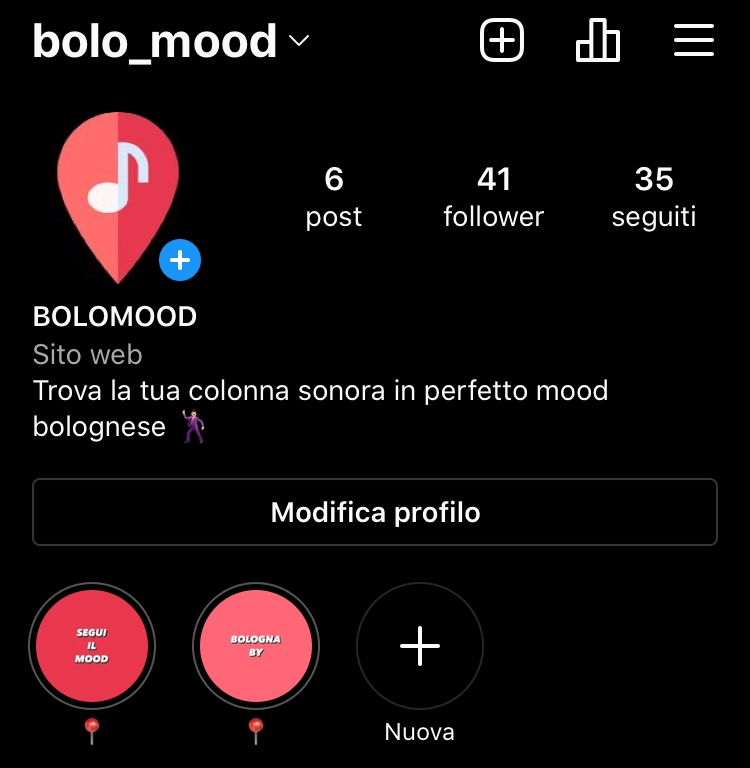 bolo_mood
6 41 35
post follower seguiti
BOLOMOOD
Sito web
Trova la tua colonna sonora in perfetto mood
bolognese 🕺
Modifica profilo
SEGUI
IL
MOOD
BOLOGNA
BY
📍 📍 Nuova